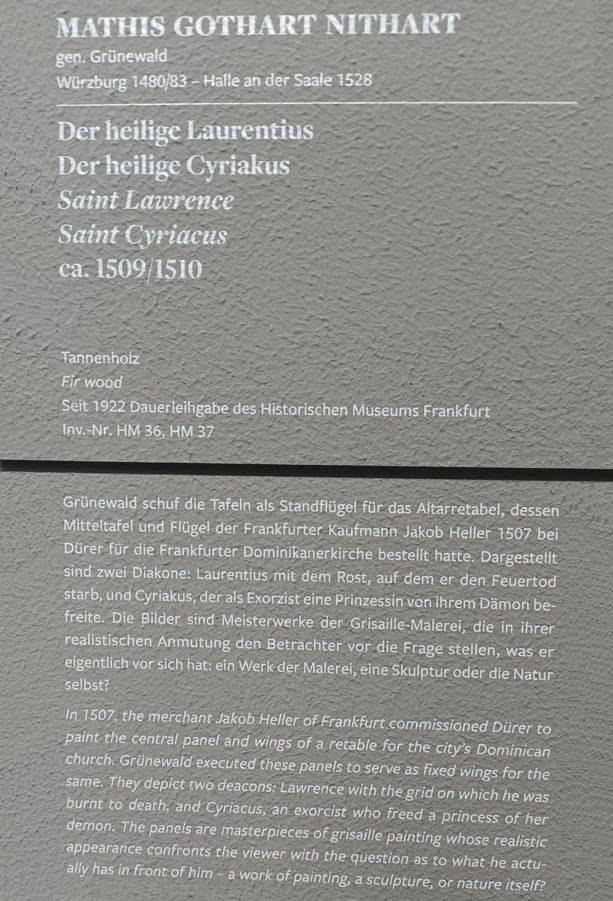 MATHIS GOTHART NITHART
gen. Grünewald
Würzburg 1480/83 – Halle an der Saale 1528
Der heilige Laurentius
Der heilige Cyriakus
Saint Lawrence
Saint Cyriacus
ca. 1509/1510
Tannenholz
Fir wood
Seit 1922 Dauerleihgabe des Historischen Museums Frankfurt
Inv.-Nr. HM 36, HM 37
Grünewald schuf die Tafeln als Standflügel für das Altarretabel, dessen
Mitteltafel und Flügel der Frankfurter Kaufmann Jakob Heller 1507 bei
Dürer für die Frankfurter Dominikanerkirche bestellt hatte. Dargestellt
sind zwei Diakone: Laurentius mit dem Rost, auf dem er den Feuertod
starb, und Cyriakus, der als Exorzist eine Prinzessin von ihrem Dämon be-
freite. Die Bilder sind Meisterwerke der Grisaille-Malerei, die in ihrer
realistischen Anmutung den Betrachter vor die Frage stellen, was er
eigentlich vor sich hat: ein Werk der Malerei, eine Skulptur oder die Natur
selbst?
In 1507, the merchant Jakob Heller of Frankfurt commissioned Dürer to
paint the central panel and wings of a retable for the city's Dominican
church. Grünewald executed these panels to serve as fixed wings for the
same. They depict two deacons: Lawrence with the grid on which he was
burnt to death, and Cyriacus, an exorcist who freed a princess of her
demon. The panels are masterpieces of grisaille painting whose realistic
appearance confronts the viewer with the question as to what he actu-
ally has in front of him – a work of painting, a sculpture, or nature itself?